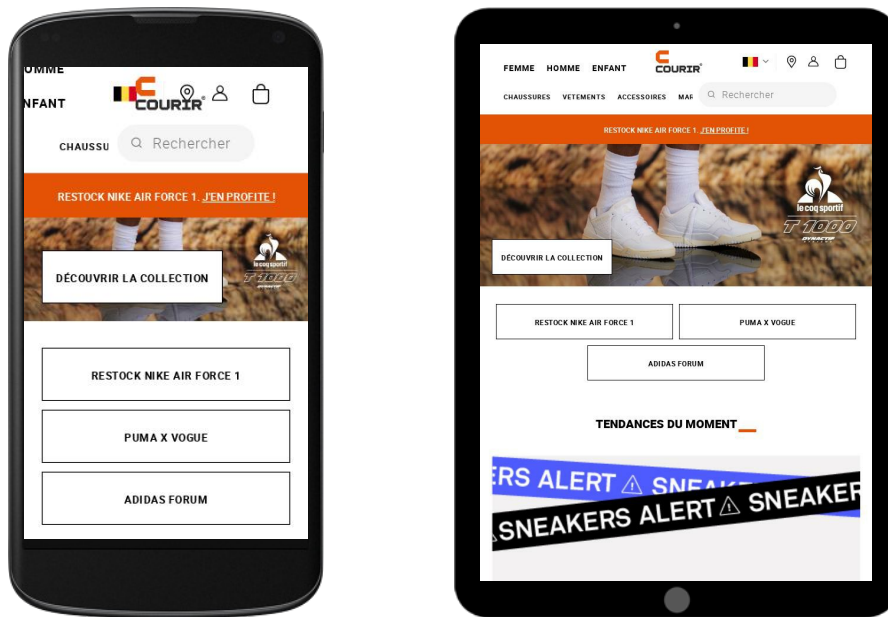 OMME
NFANT
COURIR
CHAUSSU
Rechercher
RESTOCK NIKE AIR FORCE 1. J'EN PROFITE !
DÉCOUVRIR LA COLLECTION
le coq sportif
T 1000
DYNACTIF
RESTOCK NIKE AIR FORCE 1
PUMA X VOGUE
ADIDAS FORUM
FEMME HOMME ENFANT
COURIR
CHAUSSURES VETEMENTS ACCESSOIRES MAR
Rechercher
RESTOCK NIKE AIR FORCE 1. J'EN PROFITE !
le coq sportif
T 1000
DYNACTIF
DÉCOUVRIR LA COLLECTION
RESTOCK NIKE AIR FORCE 1
PUMA X VOGUE
ADIDAS FORUM
TENDANCES DU MOMENT
ERS ALERT SNEAKE
SNEAKERS ALERT SNEAKER